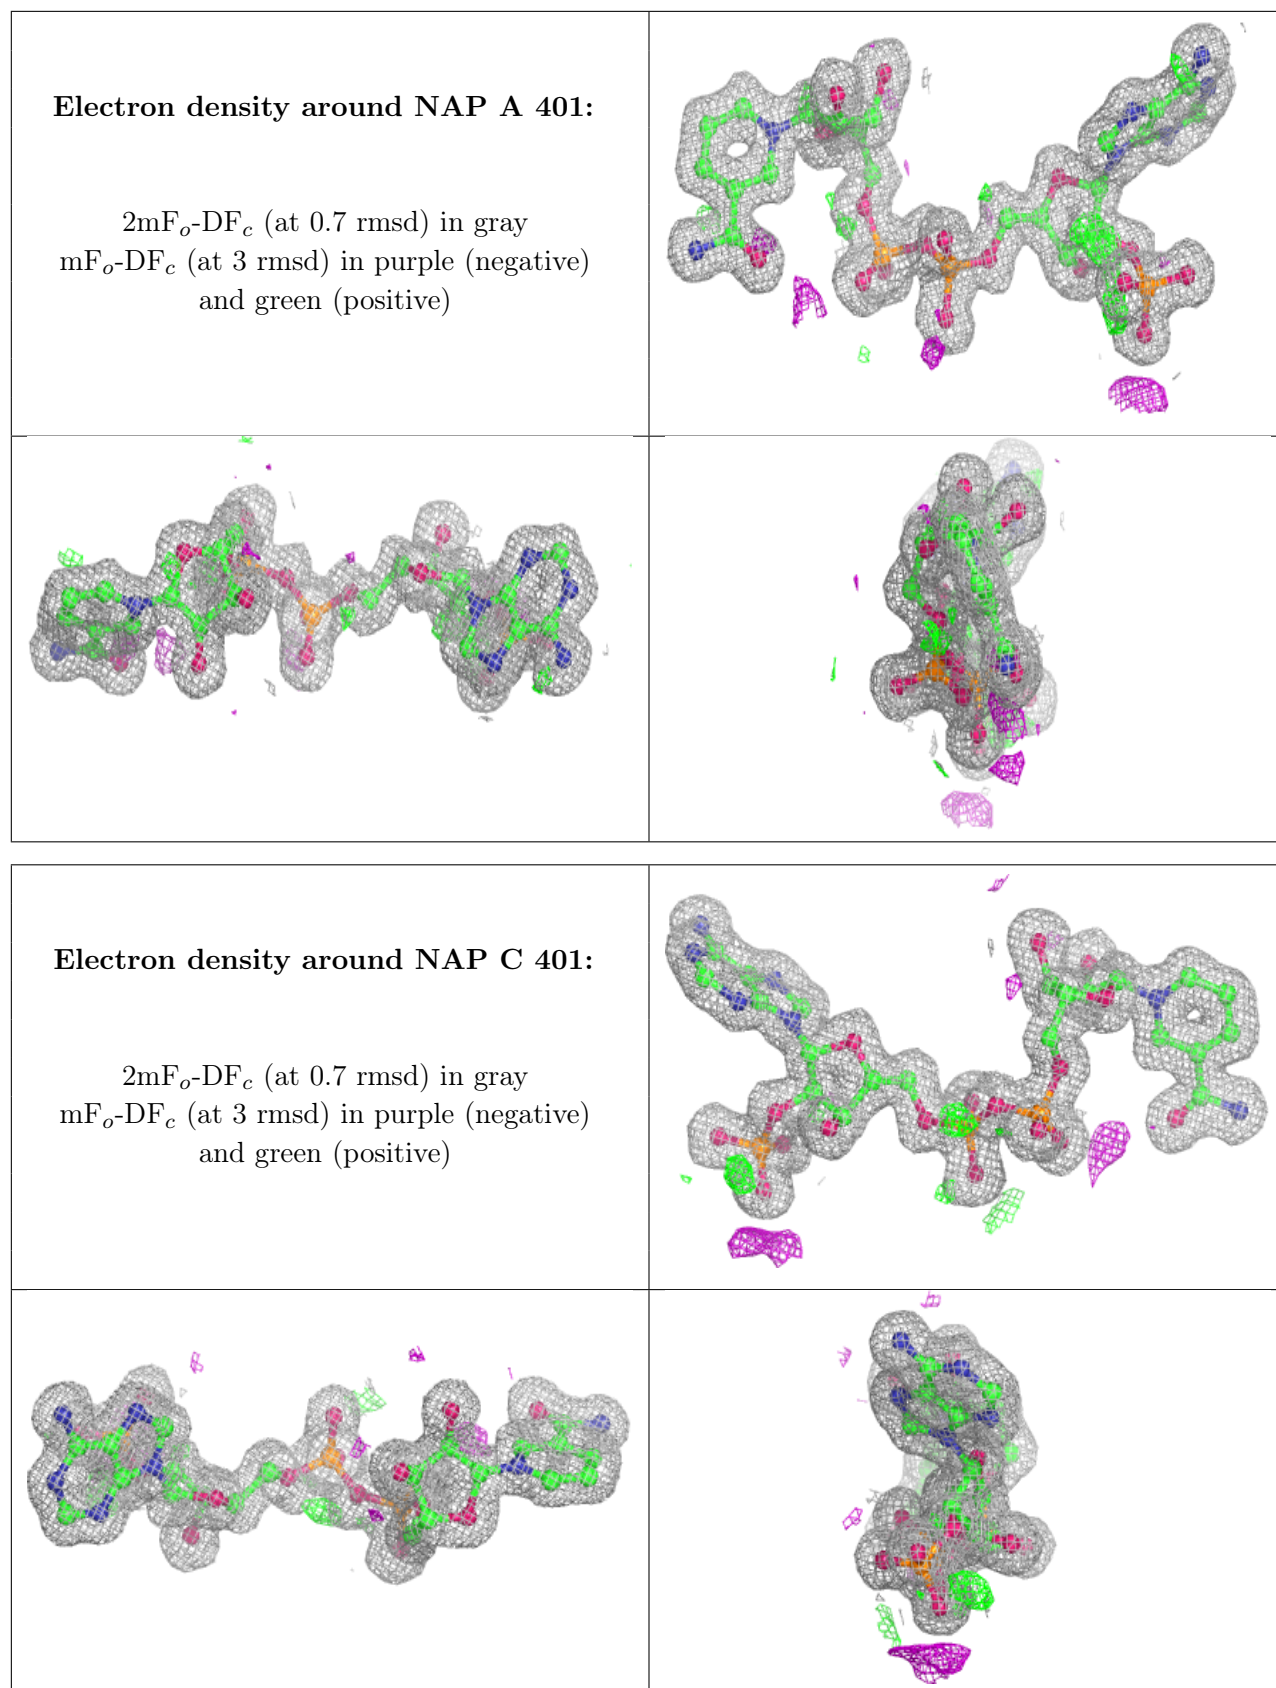 Electron density around NAP A 401:
2mFo-DFc (at 0.7 rmsd) in gray
mFo-DFc (at 3 rmsd) in purple (negative)
and green (positive)
Electron density around NAP C 401:
2mFo-DFc (at 0.7 rmsd) in gray
mFo-DFc (at 3 rmsd) in purple (negative)
and green (positive)